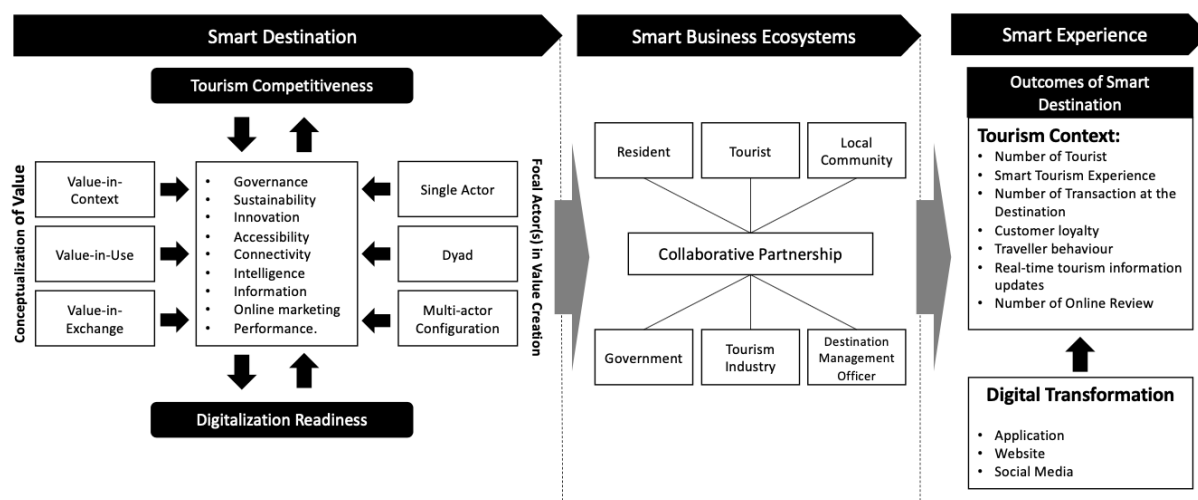 Smart Destination
Smart Business Ecosystems
Smart Experience
Tourism Competitiveness
Conceptualization of Value
Value-in-
Context
Value-in-Use
Value-in-
Exchange
• Governance
• Sustainability
• Innovation
• Accessibility
• Connectivity
• Intelligence
• Information
• Online marketing
• Performance.
Single Actor
Dyad
Multi-actor
Configuration
Focal Actor(s) in Value Creation
Digitalization Readiness
Resident
Tourist
Local
Community
Collaborative Partnership
Government
Tourism
Industry
Destination
Management
Officer
Outcomes of Smart
Destination
Tourism Context:
• Number of Tourist
• Smart Tourism Experience
• Number of Transaction at the
Destination
• Customer loyalty
• Traveller behaviour
• Real-time tourism information
updates
• Number of Online Review
Digital Transformation
• Application
• Website
• Social Media